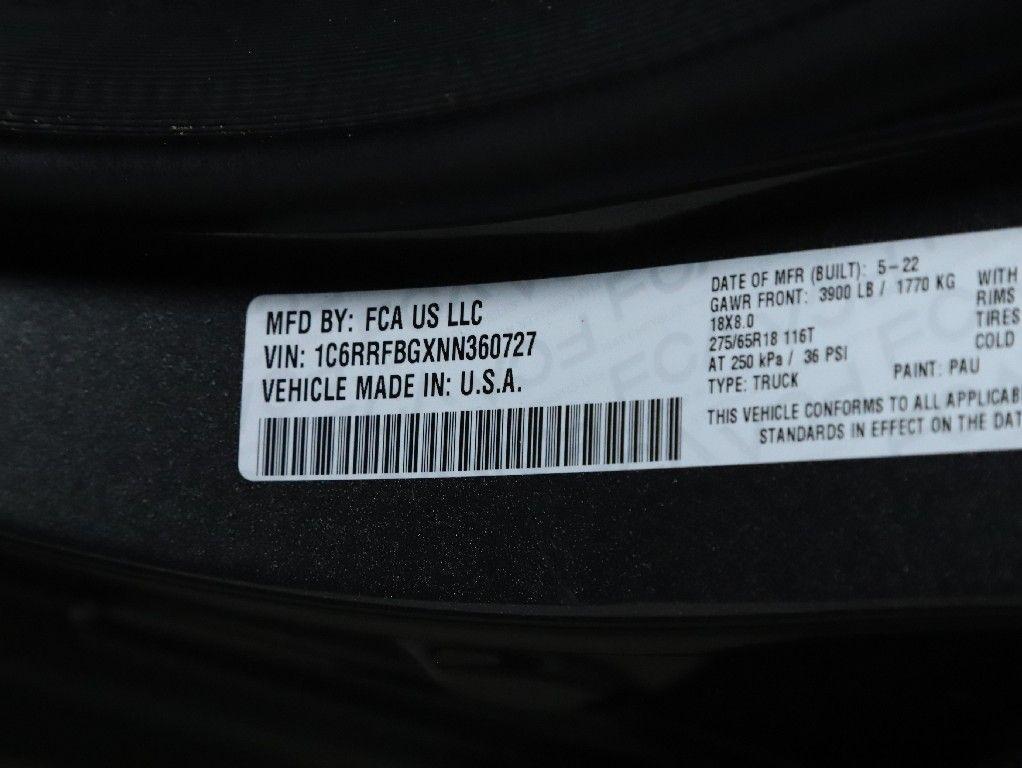 MFD BY: FCA US LLC
VIN: 1C6RRFBGXNN360727
VEHICLE MADE IN: U.S.A.
DATE OF MFR (BUILT): 5-22
GAWR FRONT: 3900 LB / 1770 KG WITH
18X8.0 RIMS
275/65R18 116T TIRES
AT 250 kPa / 36 PSI COLD
TYPE: TRUCK PAINT: PAU
THIS VEHICLE CONFORMS TO ALL APPLICAB
STANDARDS IN EFFECT ON THE DAT